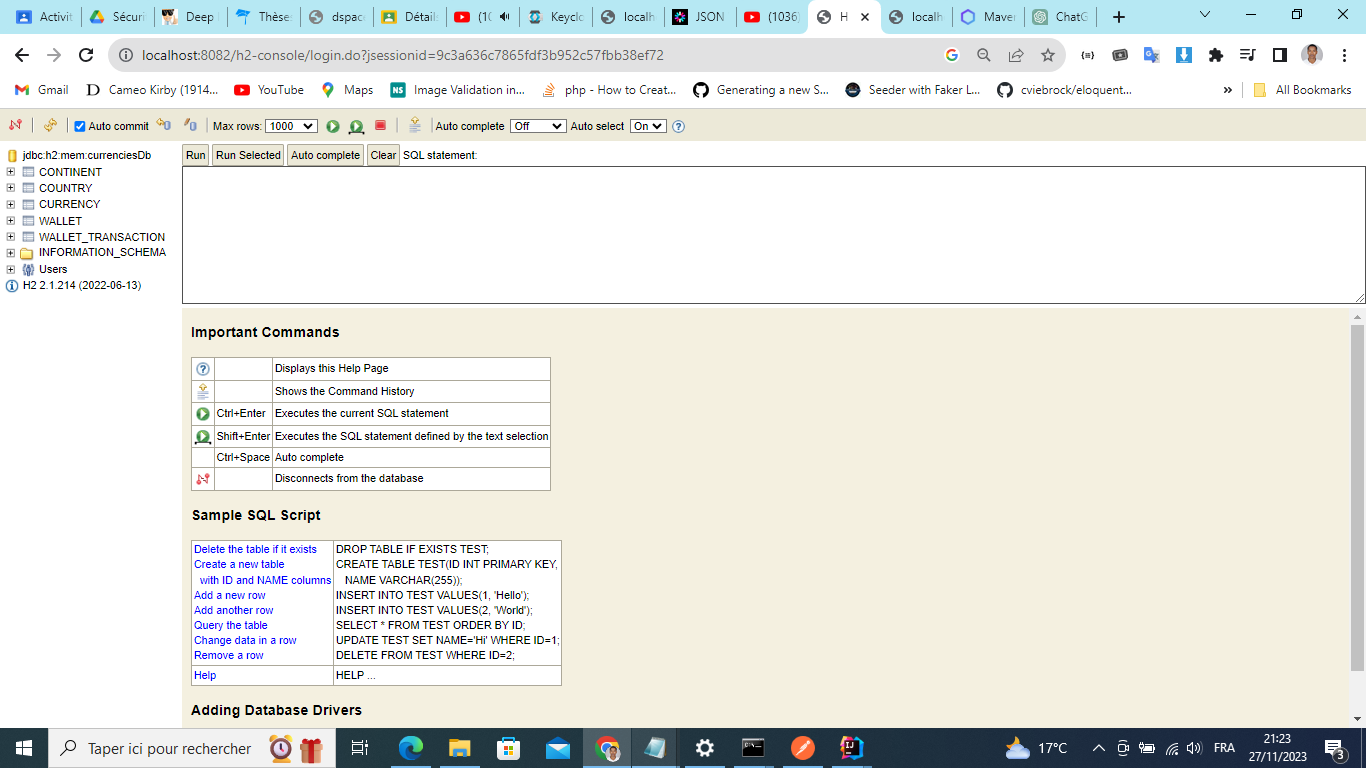 Activit
Sécuri
Deep
Thèse
dspac
Détails
(10
Keyclo
localh
JSON
(1036)
H
localh
Maver
ChatG
localhost:8082/h2-console/login.do?jsessionid=9c3a636c7865fdf3b952c57fbb38ef72
Gmail
Cameo Kirby (1914...
YouTube
Maps
NS
Image Validation in...
php - How to Creat...
Generating a new S...
Seeder with Faker L...
cviebrock/eloquent...
»
All Bookmarks
Auto commit
Max rows: 1000
Auto complete Off
Auto select On
jdbc:h2:mem:currenciesDb
CONTINENT
COUNTRY
CURRENCY
WALLET
WALLET_TRANSACTION
INFORMATION_SCHEMA
Users
H2 2.1.214 (2022-06-13)
Run Run Selected Auto complete Clear SQL statement:
Important Commands
Displays this Help Page
Shows the Command History
Ctrl+Enter Executes the current SQL statement
Shift+Enter Executes the SQL statement defined by the text selection
Ctrl+Space Auto complete
Disconnects from the database
Sample SQL Script
Delete the table if it exists DROP TABLE IF EXISTS TEST;
Create a new table CREATE TABLE TEST(ID INT PRIMARY KEY,
with ID and NAME columns NAME VARCHAR(255));
Add a new row INSERT INTO TEST VALUES(1, 'Hello');
Add another row INSERT INTO TEST VALUES(2, 'World');
Query the table SELECT * FROM TEST ORDER BY ID;
Change data in a row UPDATE TEST SET NAME='Hi' WHERE ID=1;
Remove a row DELETE FROM TEST WHERE ID=2;
Help HELP ...
Adding Database Drivers
Taper ici pour rechercher
17°C
FRA
21:23
27/11/2023
3